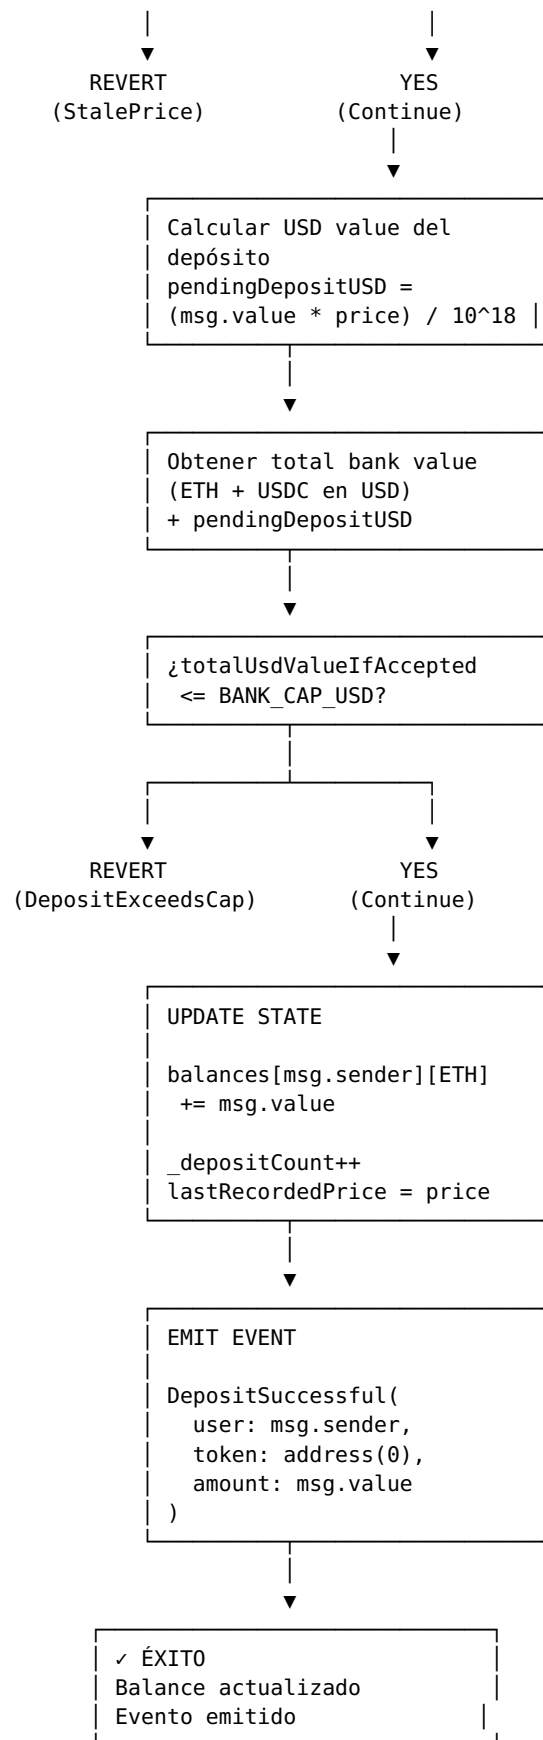 REVERT YES
(StalePrice) (Continue)
Calcular USD value del
depósito
pendingDepositUSD =
(msg.value * price) / 10^18
Obtener total bank value
(ETH + USDC en USD)
+ pendingDepositUSD
¿totalUsdValueIfAccepted
<= BANK_CAP_USD?
REVERT YES
(DepositExceedsCap) (Continue)
UPDATE STATE
balances[msg.sender][ETH]
+= msg.value
_depositCount++
lastRecordedPrice = price
EMIT EVENT
DepositSuccessful(
user: msg.sender,
token: address(0),
amount: msg.value
)
✓ ÉXITO
Balance actualizado
Evento emitido